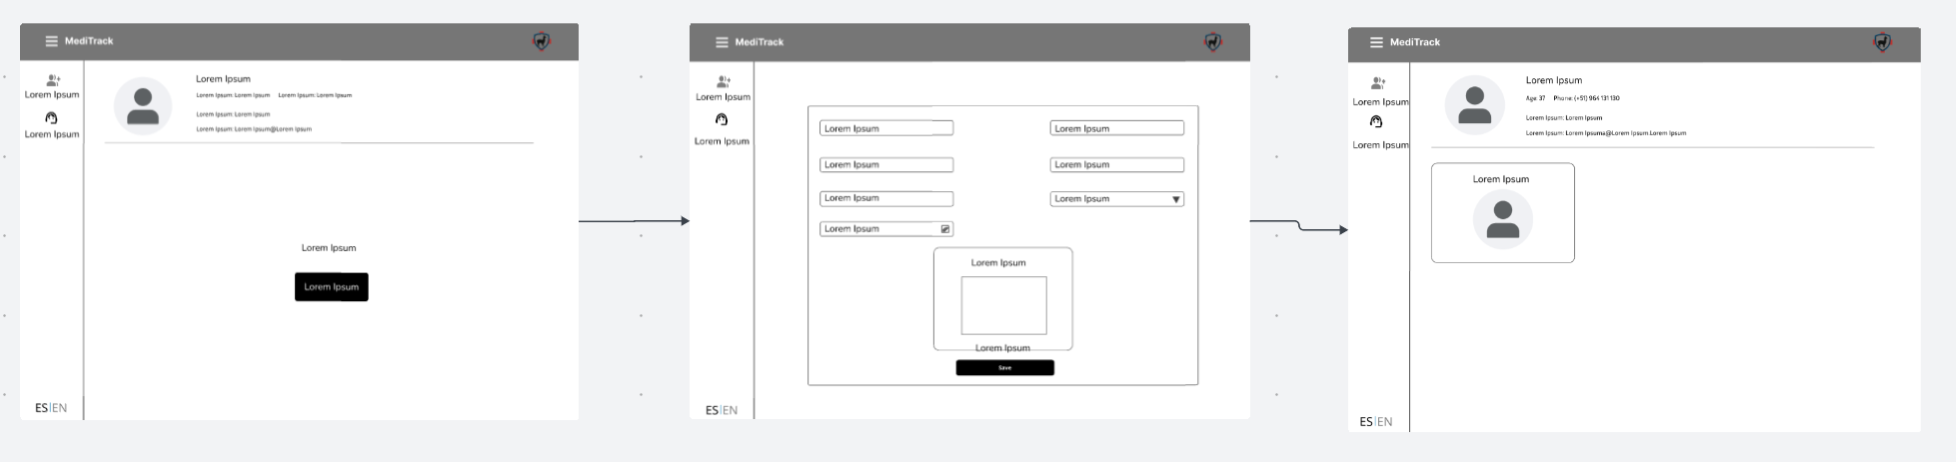 MediTrack
Lorem Ipsum
Lorem Ipsum
Lorem Ipsum
Lorem Ipsum: Lorem Ipsum Lorem Ipsum: Lorem Ipsum
Lorem Ipsum: Lorem Ipsum
Lorem Ipsum: Lorem Ipsum@Lorem Ipsum
Lorem Ipsum
Lorem Ipsum
ES|EN
MediTrack
Lorem Ipsum
Lorem Ipsum
Lorem Ipsum Lorem Ipsum
Lorem Ipsum Lorem Ipsum
Lorem Ipsum Lorem Ipsum
Lorem Ipsum
Lorem Ipsum
Lorem Ipsum
Save
ES|EN
MediTrack
Lorem Ipsum
Lorem Ipsum
Lorem Ipsum
Age: 37 Phone: (+51) 964 131 130
Lorem Ipsum: Lorem Ipsum
Lorem Ipsum: Lorem Ipsuma@Lorem Ipsum.Lorem Ipsum
Lorem Ipsum
ES|EN